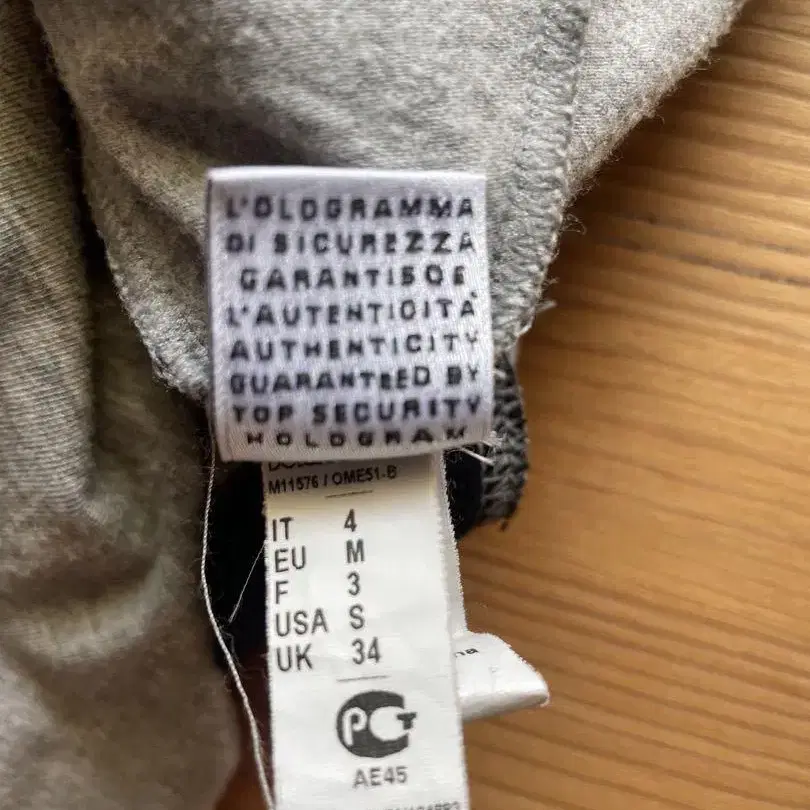 L'OLOGRAMMA
DI SICUREZZA
GARANTISCE
L'AUTENTICITÀ
AUTHENTICITY
GUARANTEED BY
TOP SECURITY
HOLOGRAM
M11576 / OME51-B
IT 4
EU M
F 3
USA S
UK 34
PCT
AE45